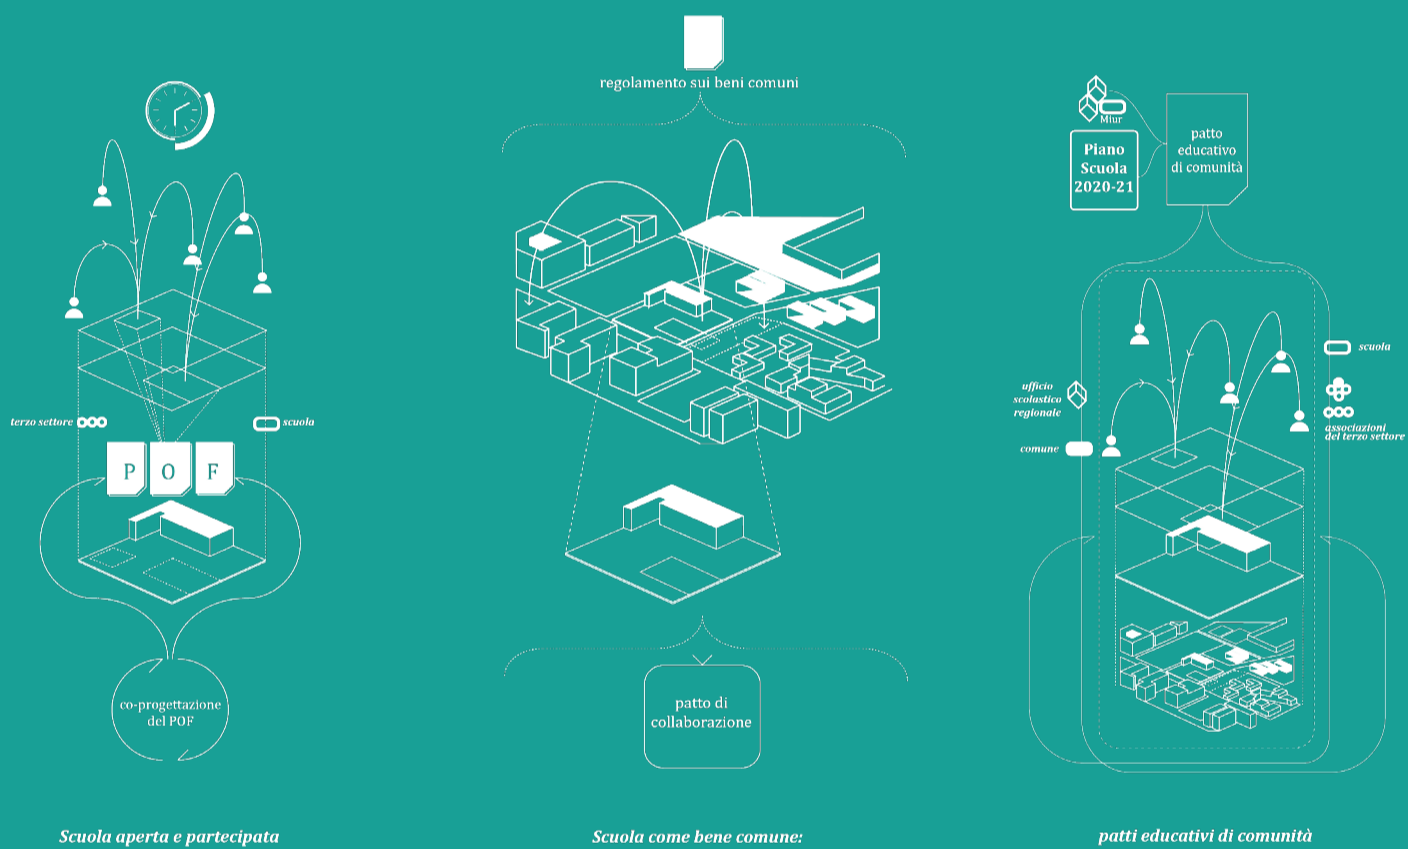 terzo settore
scuola
P
O
F
co-progettazione
del POF
Scuola aperta e partecipata
regolamento sui beni comuni
patto di
collaborazione
Scuola come bene comune:
Miur
Piano
Scuola
2020-21
patto
educativo
di comunità
ufficio
scolastico
regionale
comune
scuola
associazioni
del terzo settore
patti educativi di comunità